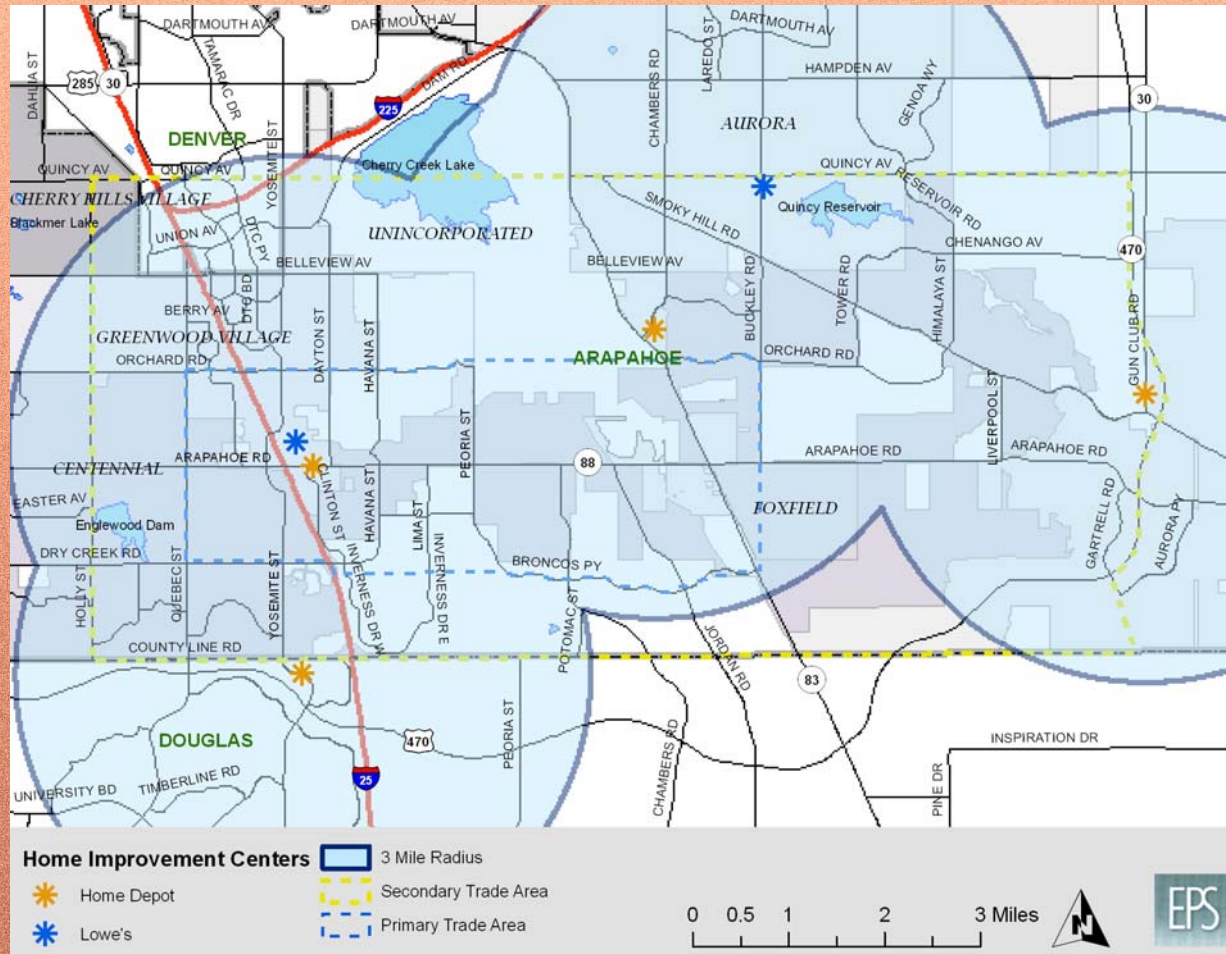 DARTMOUTH AV
DARTMOUTH AV
DARTMOUTH AV
DAHLIA ST
285
30
TAMARAC DR
YOSEMITE ST
DENVER
225
DAM RD
CHAMBERS RD
LAREDO ST
HAMPDEN AV
GENOA WY
30
AURORA
QUINCY AV
QUINCY AV
Cherry Creek Lake
QUINCY AV
RESERVOIR RD
CHERRY HILLS VILLAGE
Blackmer Lake
UNION AV
DTC PY
UNINCORPORATED
SMOKY HILL RD
Quincy Reservoir
CHENANGO AV
470
BELLEVIEW AV
BELLEVIEW AV
BUCKLEY RD
TOWER RD
HIMALAYA ST
GUN CLUB RD
BERRY AV
DTC BD
GREENWOOD VILLAGE
DAYTON ST
HAVANA ST
ORCHARD RD
ARAPAHOE
ORCHARD RD
LIVERPOOL ST
PEORIA ST
ARAPAHOE RD
CENTENNIAL
88
ARAPAHOE RD
ARAPAHOE RD
CLINTON ST
HAVANA ST
LIMA ST
EASTER AV
Englewood Dam
FOXFIELD
GARTRELL RD
AURORA PY
DRY CREEK RD
HOLLY ST
QUEBEC ST
YOSEMITE ST
INVERNESS DR W
INVERNESS DR E
BRONCOS PY
POTOMAC ST
JORDAN RD
COUNTY LINE RD
83
DOUGLAS
470
PEORIA ST
CHAMBERS RD
INSPIRATION DR
UNIVERSITY BD
TIMBERLINE RD
25
PINE DR
Home Improvement Centers
Home Depot
Lowe's
3 Mile Radius
Secondary Trade Area
Primary Trade Area
0 0.5 1 2 3 Miles
N
EPS